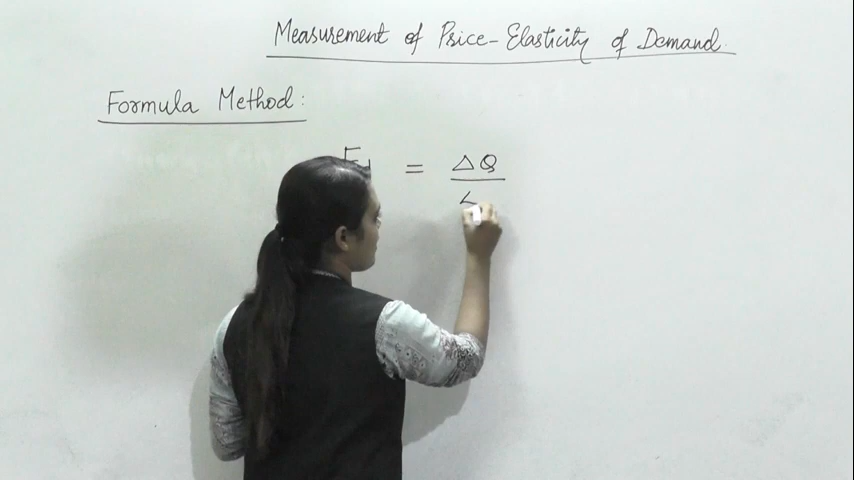 Measurement of Price-Elasticity of Demand.
Formula Method:
E = ΔQ